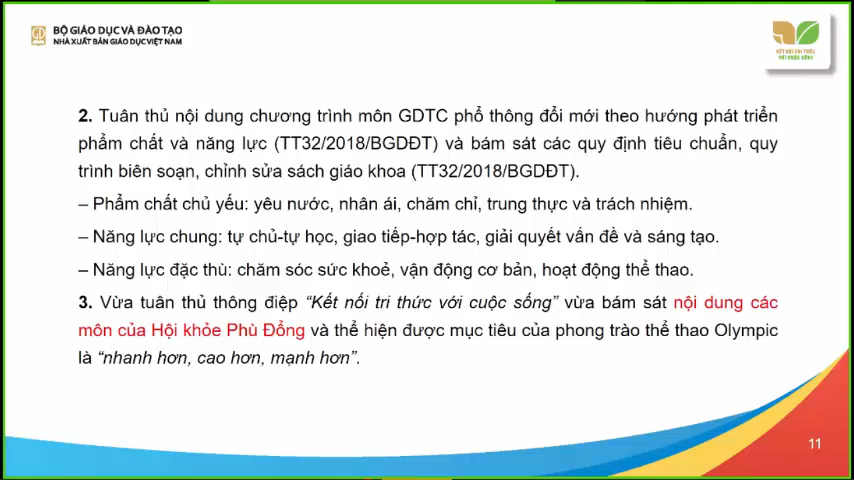 BỘ GIÁO DỤC VÀ ĐÀO TẠO
NHÀ XUẤT BẢN GIÁO DỤC VIỆT NAM
KẾT NỐI TRI THỨC
VỚI CUỘC SỐNG
2. Tuân thủ nội dung chương trình môn GDTC phổ thông đổi mới theo hướng phát triển
phẩm chất và năng lực (TT32/2018/BGDĐT) và bám sát các quy định tiêu chuẩn, quy
trình biên soạn, chỉnh sửa sách giáo khoa (TT32/2018/BGDĐT).
– Phẩm chất chủ yếu: yêu nước, nhân ái, chăm chỉ, trung thực và trách nhiệm.
– Năng lực chung: tự chủ-tự học, giao tiếp-hợp tác, giải quyết vấn đề và sáng tạo.
– Năng lực đặc thù: chăm sóc sức khoẻ, vận động cơ bản, hoạt động thể thao.
3. Vừa tuân thủ thông điệp “Kết nối tri thức với cuộc sống” vừa bám sát nội dung các
môn của Hội khỏe Phù Đổng và thể hiện được mục tiêu của phong trào thể thao Olympic
là “nhanh hơn, cao hơn, mạnh hơn”.
11